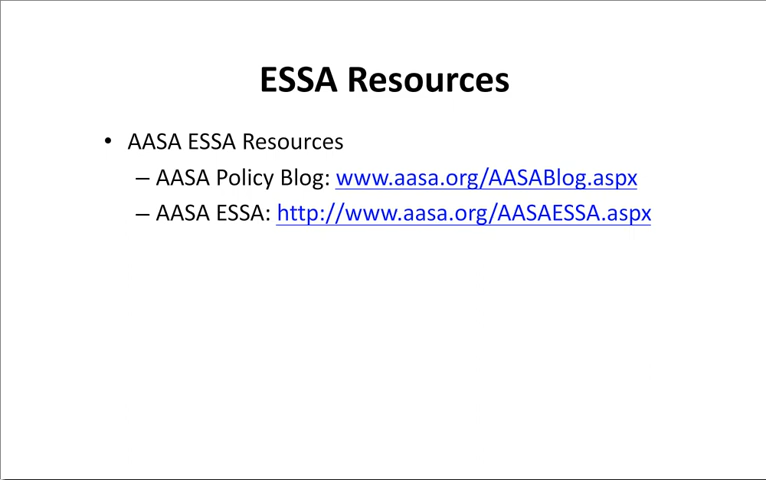 ESSA Resources
• AASA ESSA Resources
– AASA Policy Blog: www.aasa.org/AASABlog.aspx
– AASA ESSA: http://www.aasa.org/AASAESSA.aspx